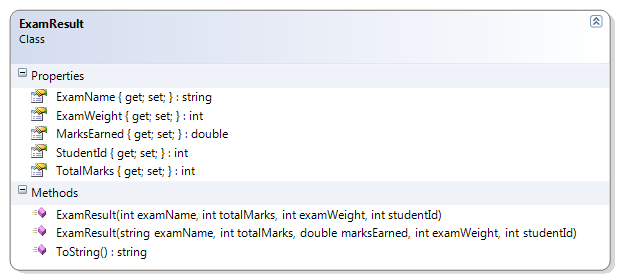 ExamResult
Class
Properties
ExamName { get; set; } : string
ExamWeight { get; set; } : int
MarksEarned { get; set; } : double
StudentId { get; set; } : int
TotalMarks { get; set; } : int
Methods
ExamResult(int examName, int totalMarks, int examWeight, int studentId)
ExamResult(string examName, int totalMarks, double marksEarned, int examWeight, int studentId)
ToString() : string